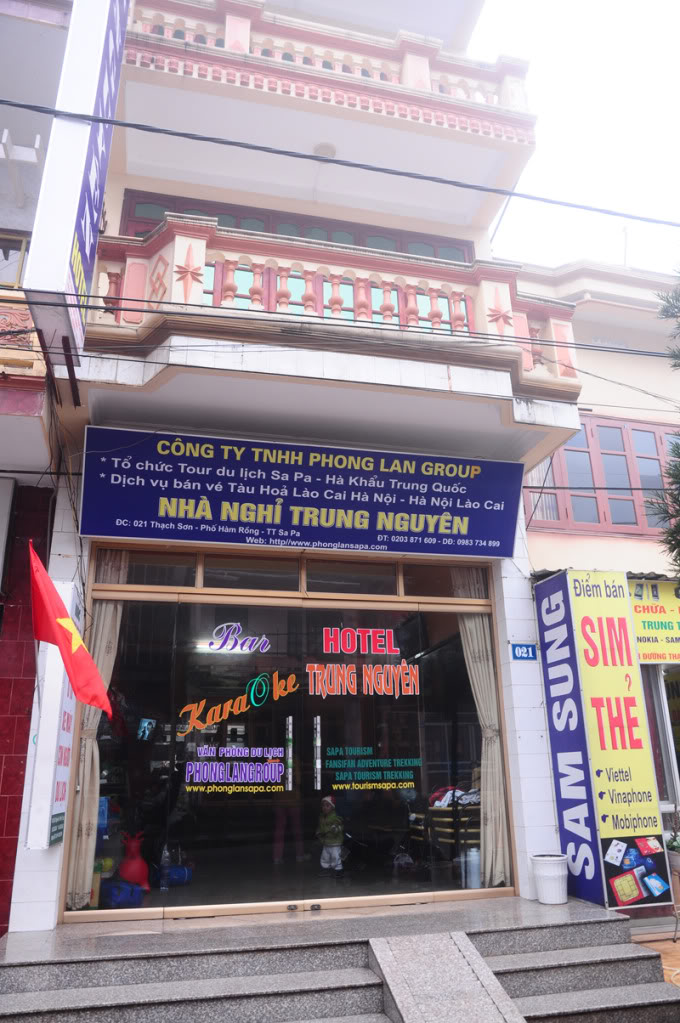 CÔNG TY TNHH PHONG LAN GROUP
* Tổ chức Tour du lịch Sa Pa - Hà Khẩu Trung Quốc
* Dịch vụ bán vé Tàu Hoả Lào Cai Hà Nội - Hà Nội Lào Cai
NHÀ NGHỈ TRUNG NGUYÊN
ĐC: 021 Thạch Sơn - Phố Hàm Rồng - TT Sa Pa
ĐT: 0203 871 609 - DĐ: 0983 734 899
Web: http//www.phonglansapa.com
Bar
Karaoke
HOTEL
TRUNG NGUYÊN
021
VĂN PHÒNG DU LỊCH
PHONGLANGROUP
www.phonglansapa.com
SAPA TOURISM
FANSIFAN ADVENTURE TREKKING
SAPA TOURISM TREKKING
www.tourismsapa.com
SAM SUNG
Điểm bán
SIM
THẺ
Viettel
Vinaphone
Mobiphone
CHỮA -
TRUNG T
NOKIA - SAM